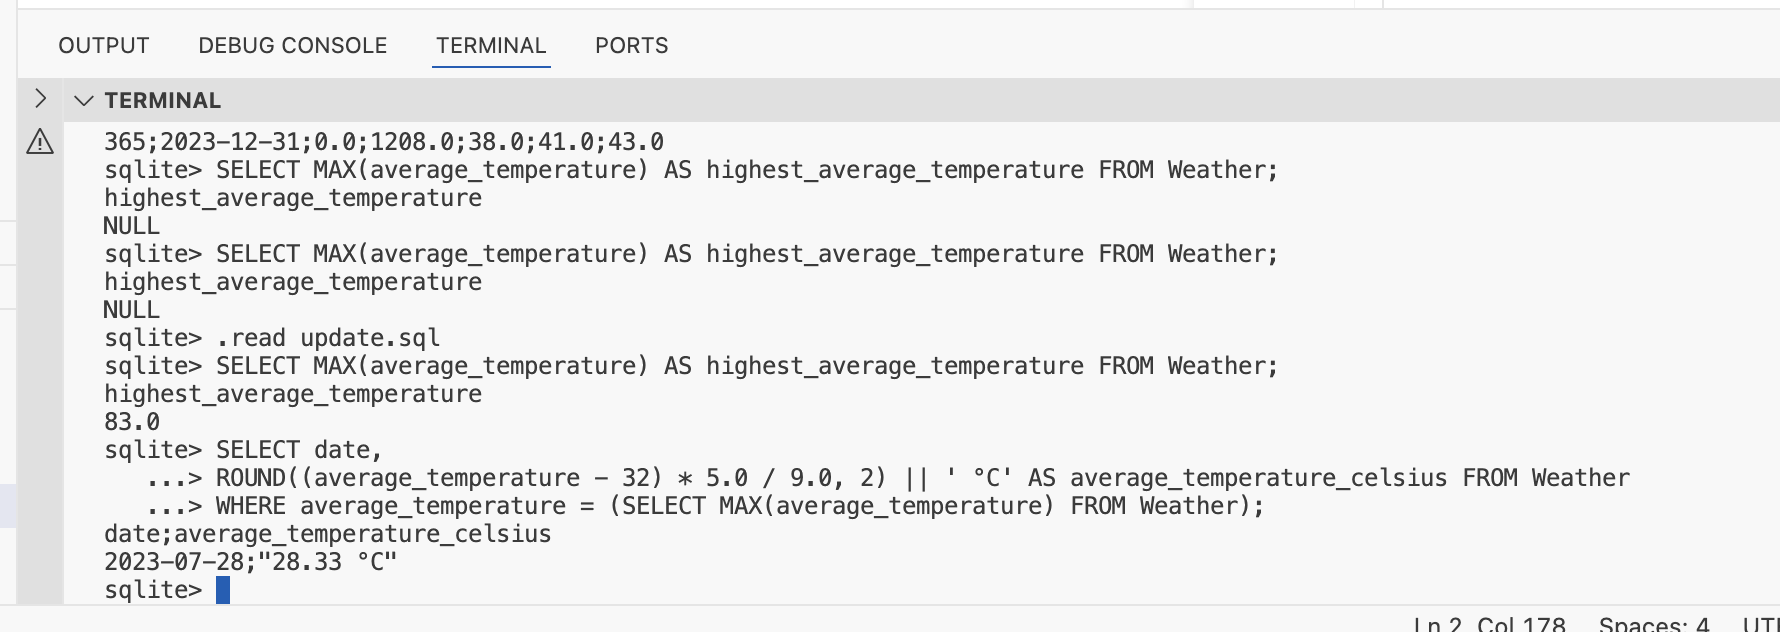 OUTPUT DEBUG CONSOLE TERMINAL PORTS
TERMINAL
365;2023-12-31;0.0;1208.0;38.0;41.0;43.0
sqlite> SELECT MAX(average_temperature) AS highest_average_temperature FROM Weather;
highest_average_temperature
NULL
sqlite> SELECT MAX(average_temperature) AS highest_average_temperature FROM Weather;
highest_average_temperature
NULL
sqlite> .read update.sql
sqlite> SELECT MAX(average_temperature) AS highest_average_temperature FROM Weather;
highest_average_temperature
83.0
sqlite> SELECT date,
   ...> ROUND((average_temperature - 32) * 5.0 / 9.0, 2) || ' °C' AS average_temperature_celsius FROM Weather
   ...> WHERE average_temperature = (SELECT MAX(average_temperature) FROM Weather);
date;average_temperature_celsius
2023-07-28;"28.33 °C"
sqlite>
Ln 2, Col 178 Spaces: 4